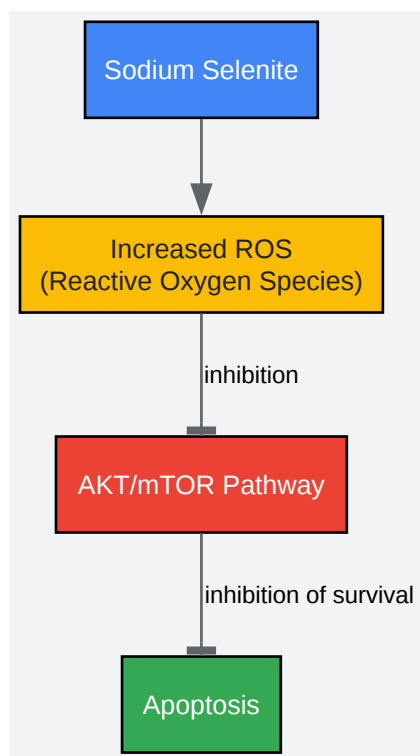 Sodium Selenite
Increased ROS
(Reactive Oxygen Species)
inhibition
AKT/mTOR Pathway
inhibition of survival
Apoptosis